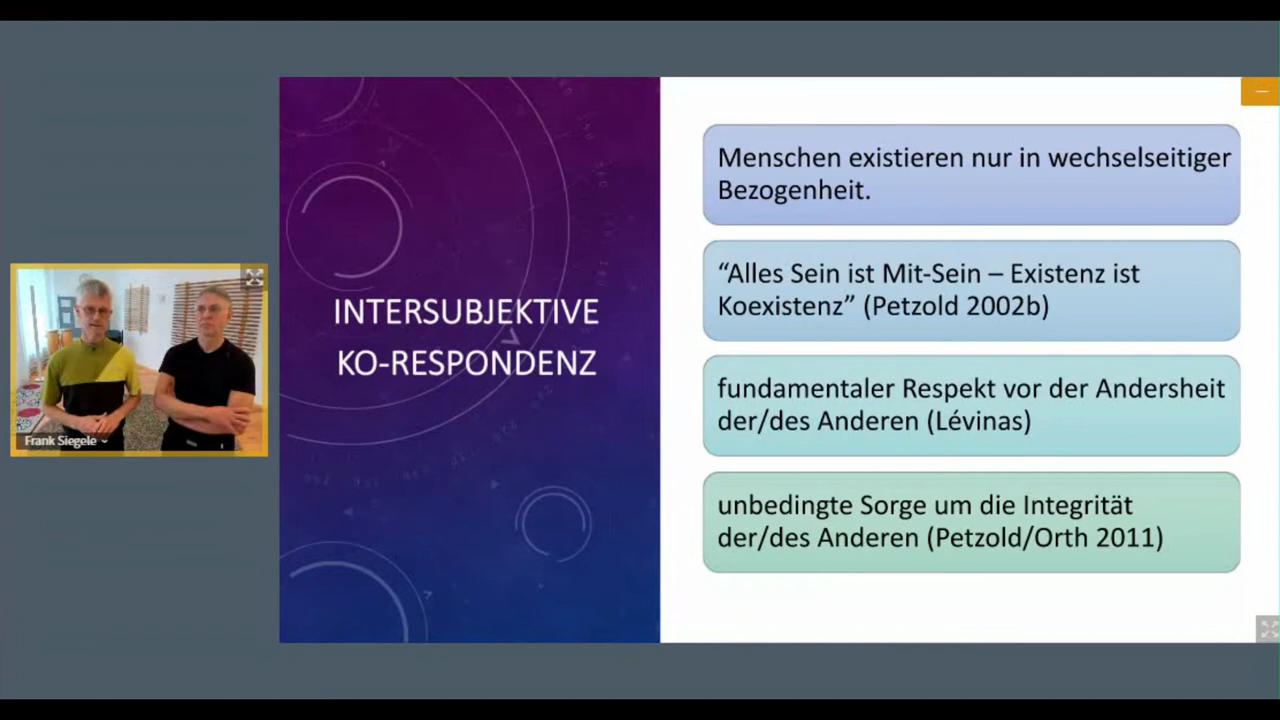 INTERSUBJEKTIVE
KO-RESPONDENZ
Menschen existieren nur in wechselseitiger
Bezogenheit.
“Alles Sein ist Mit-Sein – Existenz ist
Koexistenz” (Petzold 2002b)
fundamentaler Respekt vor der Andersheit
der/des Anderen (Lévinas)
unbedingte Sorge um die Integrität
der/des Anderen (Petzold/Orth 2011)
Frank Siegele